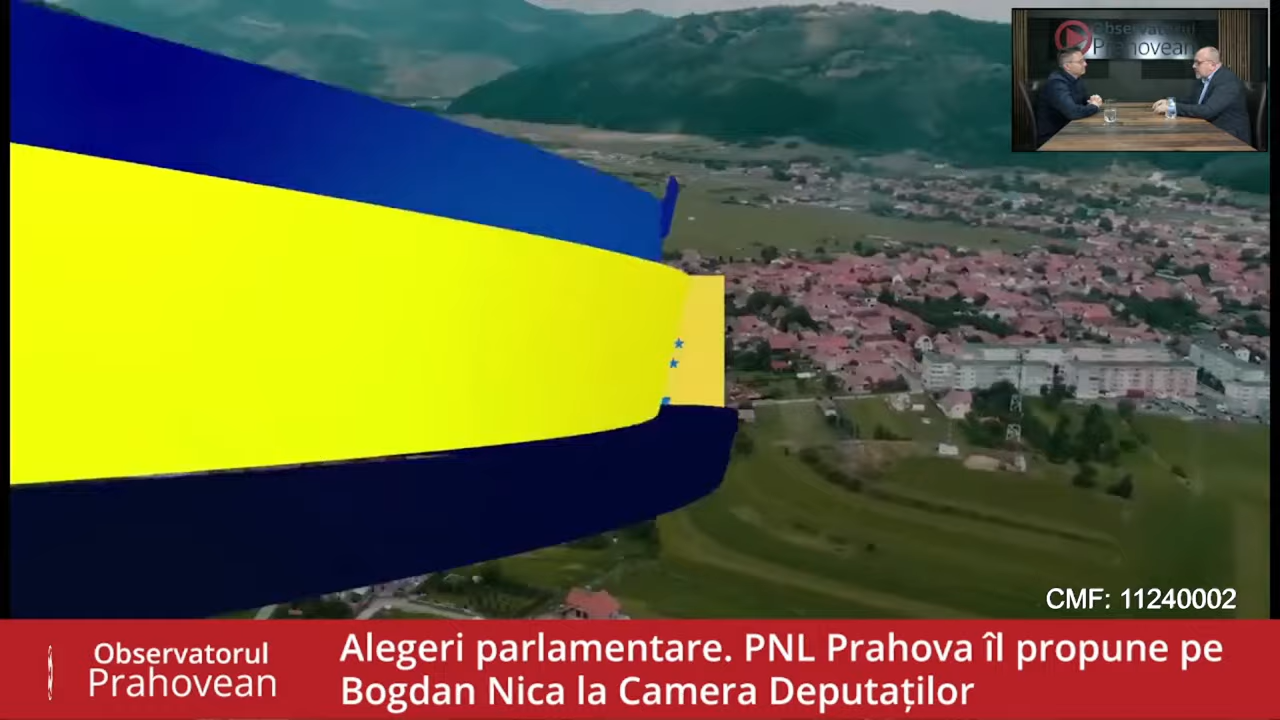 Observatorul
Prahovean
CMF: 11240002
Observatorul
Prahovean
Alegeri parlamentare. PNL Prahova îl propune pe
Bogdan Nica la Camera Deputaților